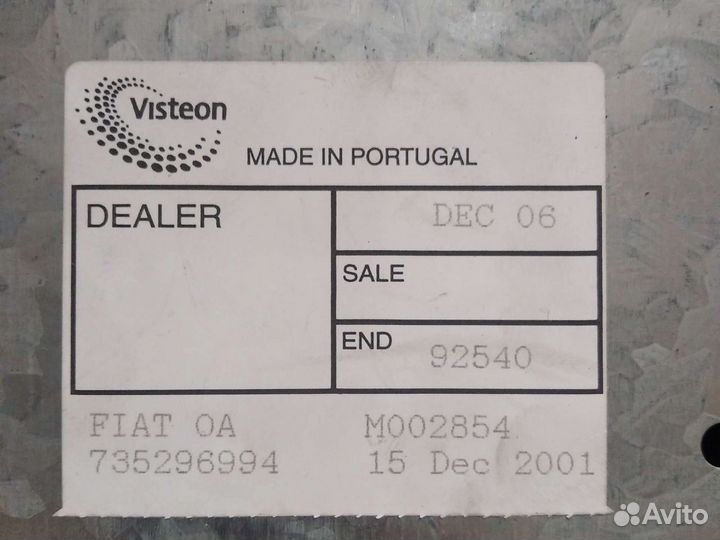 Visteon
MADE IN PORTUGAL
DEALER
DEC 06
SALE
END
92540
FIAT OA
M002854
735296994
15 Dec 2001
Avito